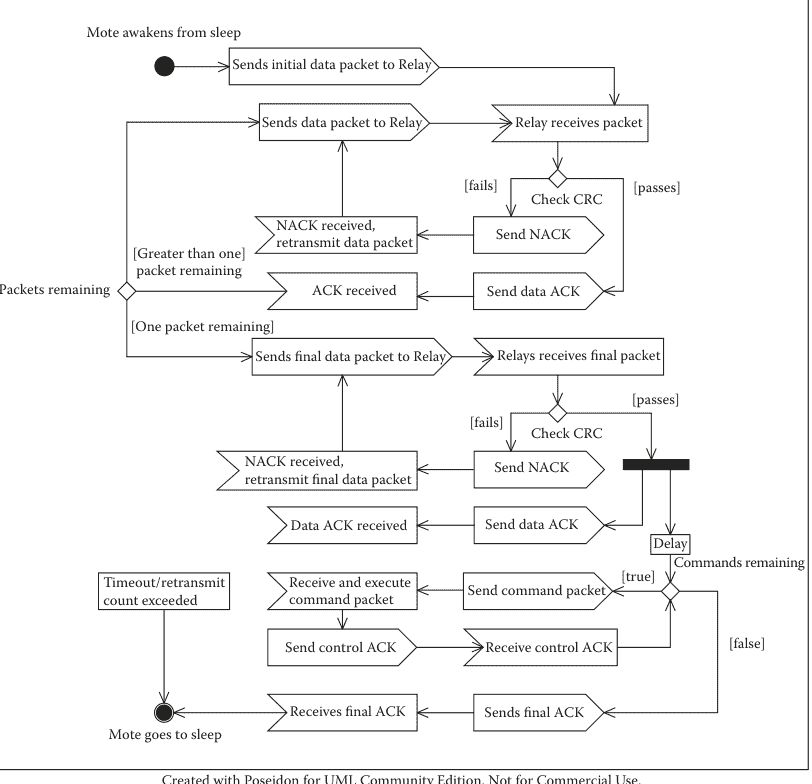 Mote awakens from sleep
Sends initial data packet to Relay
Sends data packet to Relay
Relay receives packet
[fails]
[passes]
Check CRC
NACK received,
retransmit data packet
Send NACK
[Greater than one]
packet remaining
Packets remaining
ACK received
Send data ACK
[One packet remaining]
Sends final data packet to Relay
Relays receives final packet
[passes]
[fails]
Check CRC
NACK received,
retransmit final data packet
Send NACK
Data ACK received
Send data ACK
Delay
Commands remaining
[true]
Timeout/retransmit
count exceeded
Receive and execute
command packet
Send command packet
Send control ACK
Receive control ACK
[false]
Receives final ACK
Sends final ACK
Mote goes to sleep
Created with Poseidon for UML Community Edition. Not for Commercial Use.